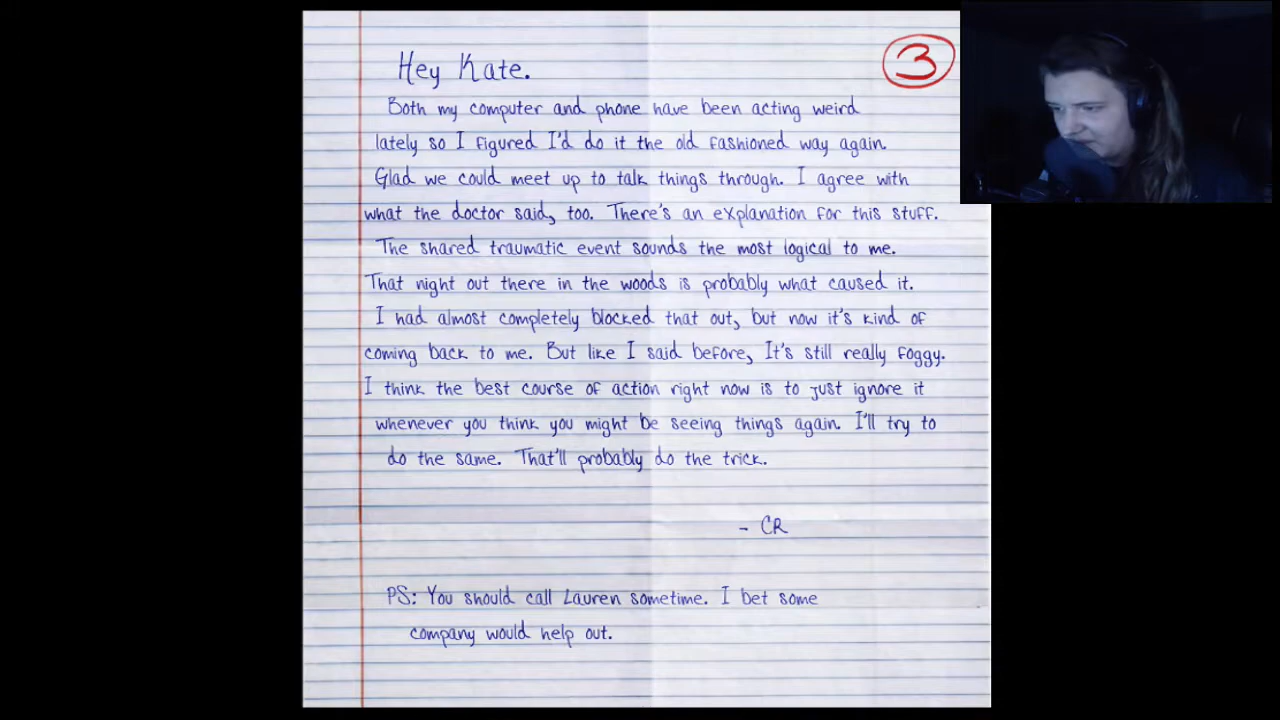 3
Hey Kate.
Both my computer and phone have been acting weird
lately so I figured I'd do it the old fashioned way again.
Glad we could meet up to talk things through. I agree with
what the doctor said, too. There's an explanation for this stuff.
The shared traumatic event sounds the most logical to me.
That night out there in the woods is probably what caused it.
I had almost completely blocked that out, but now it's kind of
coming back to me. But like I said before, It's still really foggy.
I think the best course of action right now is to just ignore it
whenever you think you might be seeing things again. I'll try to
do the same. That'll probably do the trick.
- CR
PS: You should call Lauren sometime. I bet some
company would help out.